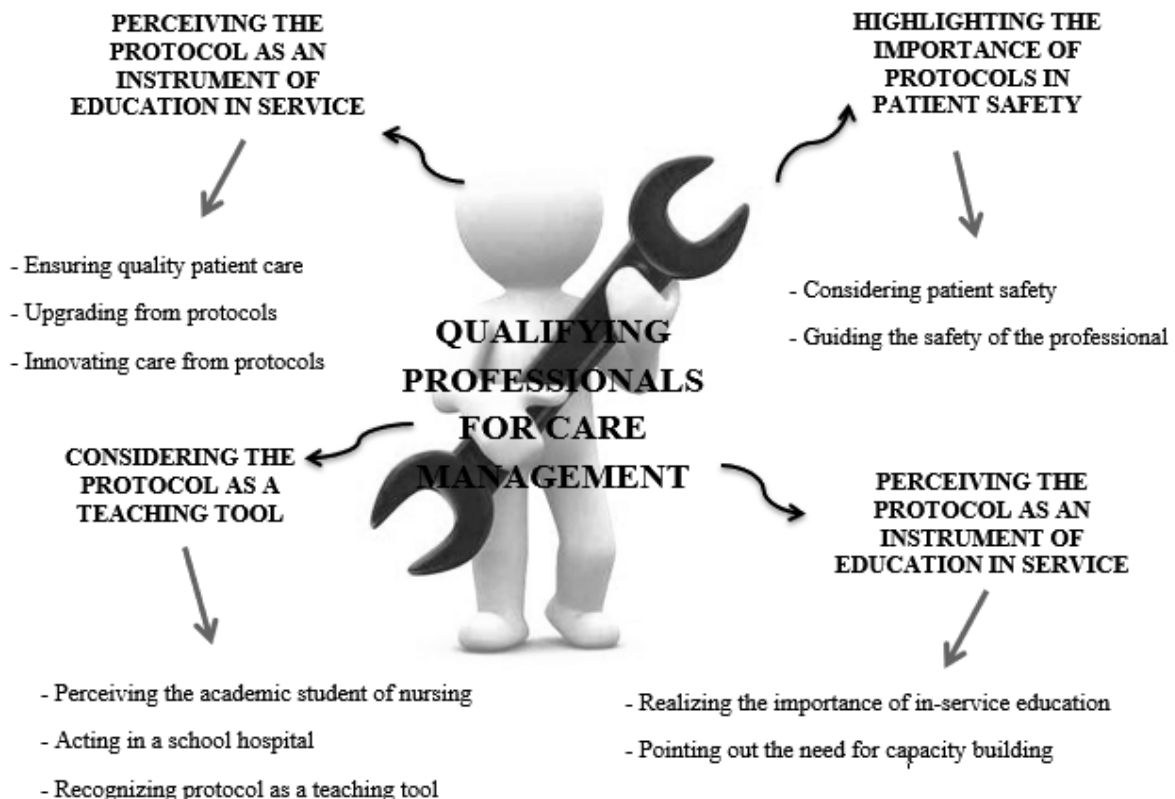 PERCEIVING THE
PROTOCOL AS AN
INSTRUMENT OF
EDUCATION IN SERVICE
HIGHLIGHTING THE
IMPORTANCE OF
PROTOCOLS IN
PATIENT SAFETY
- Ensuring quality patient care
- Upgrading from protocols
- Innovating care from protocols
- Considering patient safety
- Guiding the safety of the professional
QUALIFYING
PROFESSIONALS
FOR CARE
MANAGEMENT
CONSIDERING THE
PROTOCOL AS A
TEACHING TOOL
PERCEIVING THE
PROTOCOL AS AN
INSTRUMENT OF
EDUCATION IN SERVICE
- Perceiving the academic student of nursing
- Acting in a school hospital
- Recognizing protocol as a teaching tool
- Realizing the importance of in-service education
- Pointing out the need for capacity building